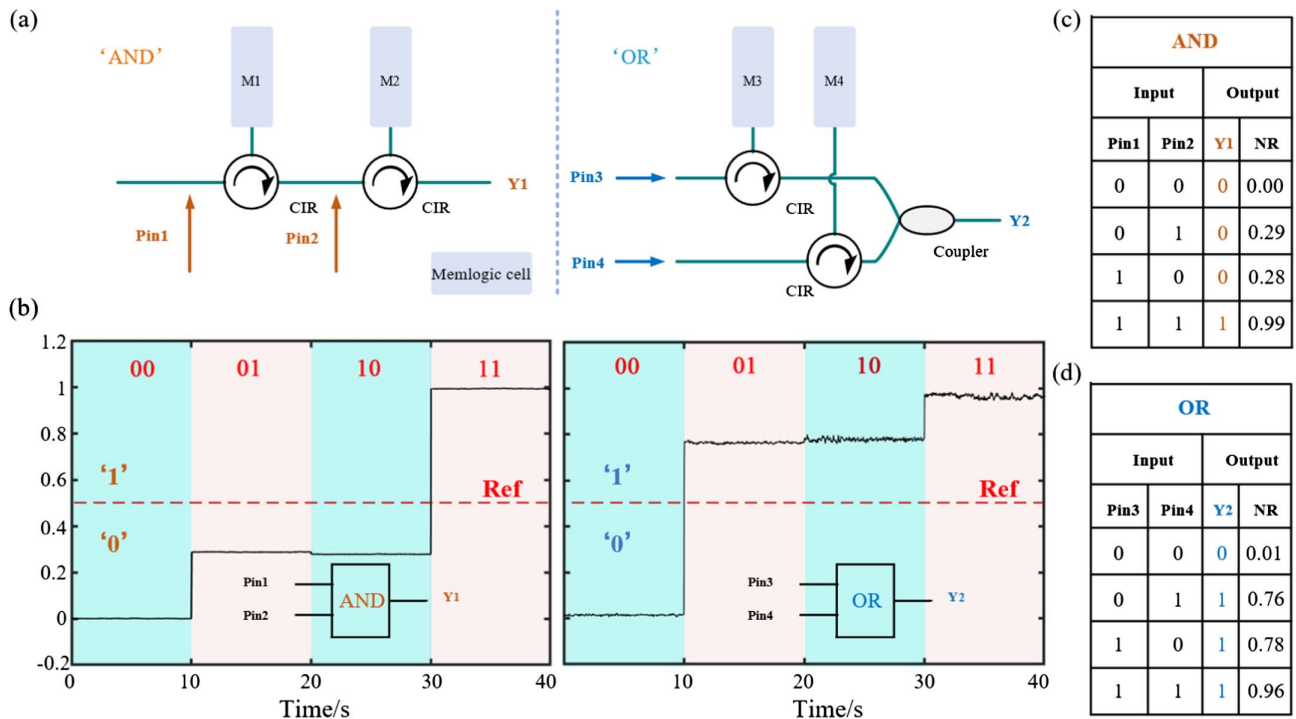 (a)
‘AND’
M1
M2
CIR
CIR
Y1
Pin1
Pin2
Memlogic cell
‘OR’
M3
M4
Pin3
CIR
Pin4
CIR
Coupler
Y2
(b)
1.2
1
0.8
0.6
0.4
0.2
0
-0.2
00 01 10 11
‘1’
Ref
‘0’
Pin1
Pin2
AND
Y1
0 10 20 30 40
Time/s
00 01 10 11
‘1’
Ref
‘0’
Pin3
Pin4
OR
Y2
10 20 30 40
Time/s
(c)
AND
Input Output
Pin1 Pin2 Y1 NR
0 0 0 0.00
0 1 0 0.29
1 0 0 0.28
1 1 1 0.99
(d)
OR
Input Output
Pin3 Pin4 Y2 NR
0 0 0 0.01
0 1 1 0.76
1 0 1 0.78
1 1 1 0.96